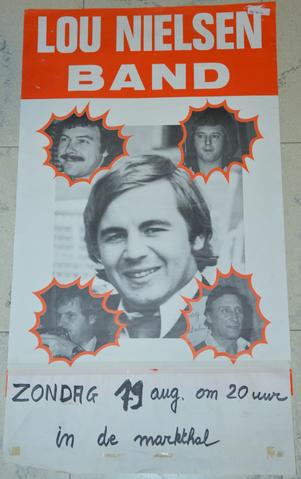 LOU NIELSEN
BAND
ZONDAG 19 aug. om 20 uur
in de markthal